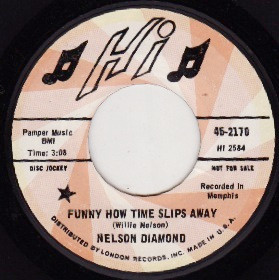 Hi
Pamper Music
BMI
Time: 3:08
DISC JOCKEY
45-2170
HI 2584
NOT FOR SALE
Recorded In
Memphis
FUNNY HOW TIME SLIPS AWAY
(Willie Nelson)
NELSON DIAMOND
DISTRIBUTED BY LONDON RECORDS, INC. MADE IN U.S.A.